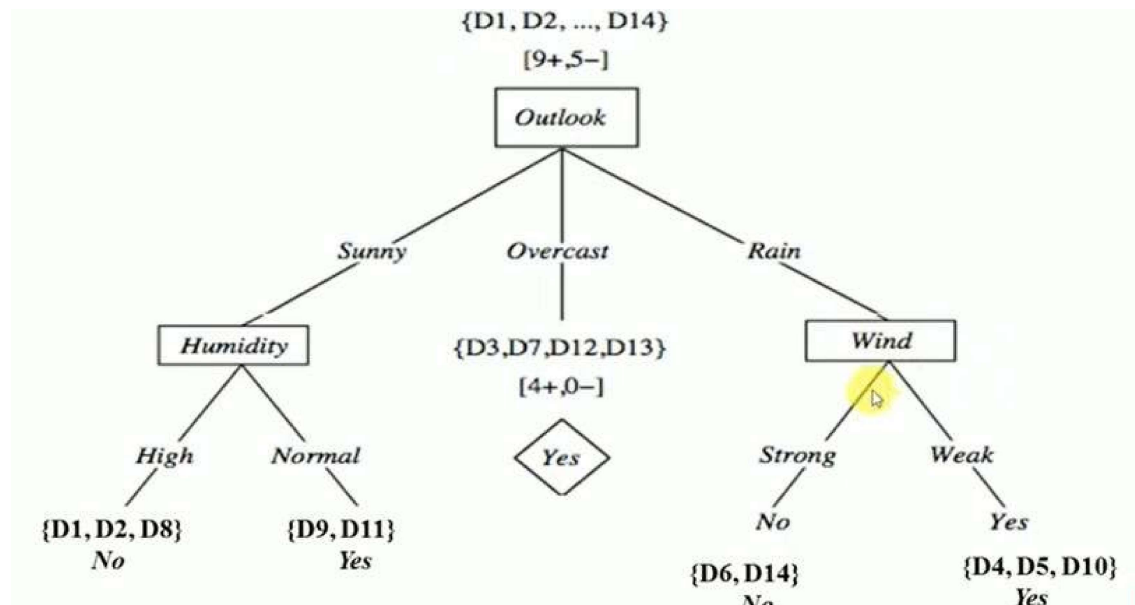 {D1, D2, ..., D14}
[9+,5−]
Outlook
Sunny
Overcast
Rain
Humidity
{D3,D7,D12,D13}
[4+,0−]
Wind
High
Normal
Yes
Strong
Weak
{D1, D2, D8}
No
{D9, D11}
Yes
No
Yes
{D6, D14}
No
{D4, D5, D10}
Yes